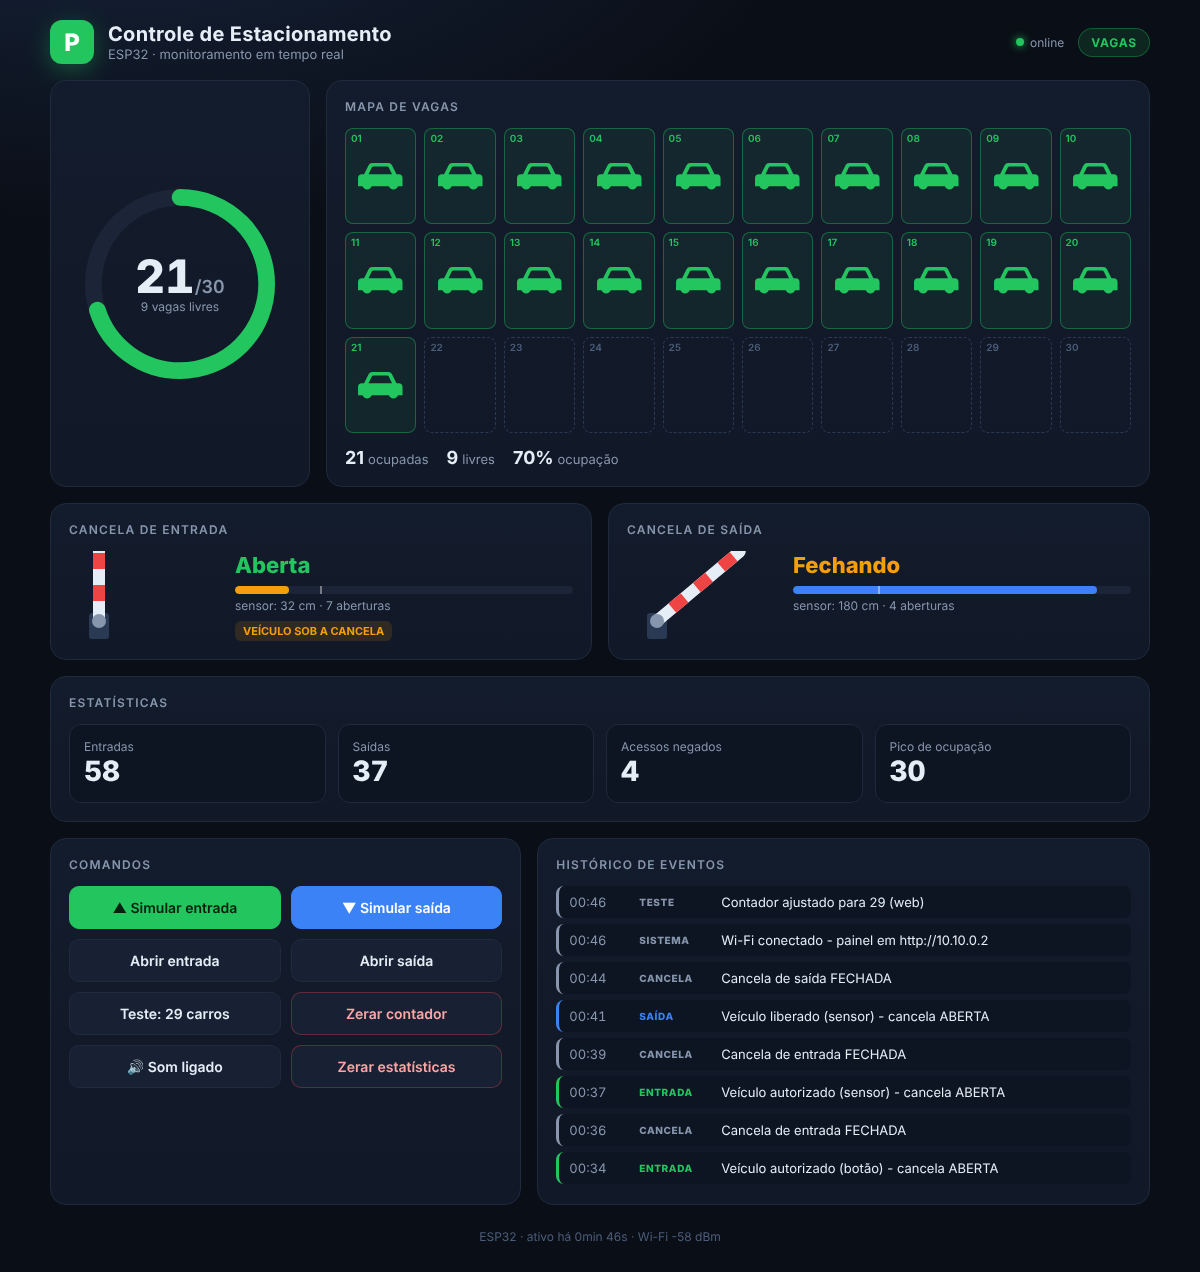 P
Controle de Estacionamento
ESP32 · monitoramento em tempo real
online
VAGAS
21/30
9 vagas livres
MAPA DE VAGAS
01 02 03 04 05 06 07 08 09 10
11 12 13 14 15 16 17 18 19 20
21 22 23 24 25 26 27 28 29 30
21 ocupadas 9 livres 70% ocupação
CANCELA DE ENTRADA
Aberta
sensor: 32 cm · 7 aberturas
VEÍCULO SOB A CANCELA
CANCELA DE SAÍDA
Fechando
sensor: 180 cm · 4 aberturas
ESTATÍSTICAS
Entradas
58
Saídas
37
Acessos negados
4
Pico de ocupação
30
COMANDOS
▲ Simular entrada
▼ Simular saída
Abrir entrada
Abrir saída
Teste: 29 carros
Zerar contador
🔊 Som ligado
Zerar estatísticas
HISTÓRICO DE EVENTOS
00:46 TESTE Contador ajustado para 29 (web)
00:46 SISTEMA Wi-Fi conectado - painel em http://10.10.0.2
00:44 CANCELA Cancela de saída FECHADA
00:41 SAÍDA Veículo liberado (sensor) - cancela ABERTA
00:39 CANCELA Cancela de entrada FECHADA
00:37 ENTRADA Veículo autorizado (sensor) - cancela ABERTA
00:36 CANCELA Cancela de entrada FECHADA
00:34 ENTRADA Veículo autorizado (botão) - cancela ABERTA
ESP32 · ativo há 0min 46s · Wi-Fi -58 dBm